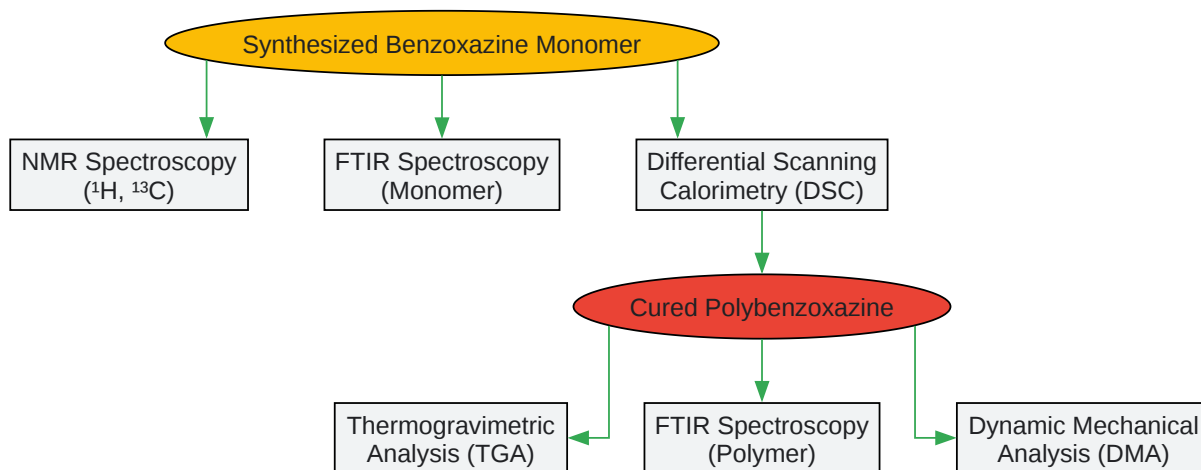 Synthesized Benzoxazine Monomer
NMR Spectroscopy
(¹H, ¹³C)
FTIR Spectroscopy
(Monomer)
Differential Scanning
Calorimetry (DSC)
Cured Polybenzoxazine
Thermogravimetric
Analysis (TGA)
FTIR Spectroscopy
(Polymer)
Dynamic Mechanical
Analysis (DMA)